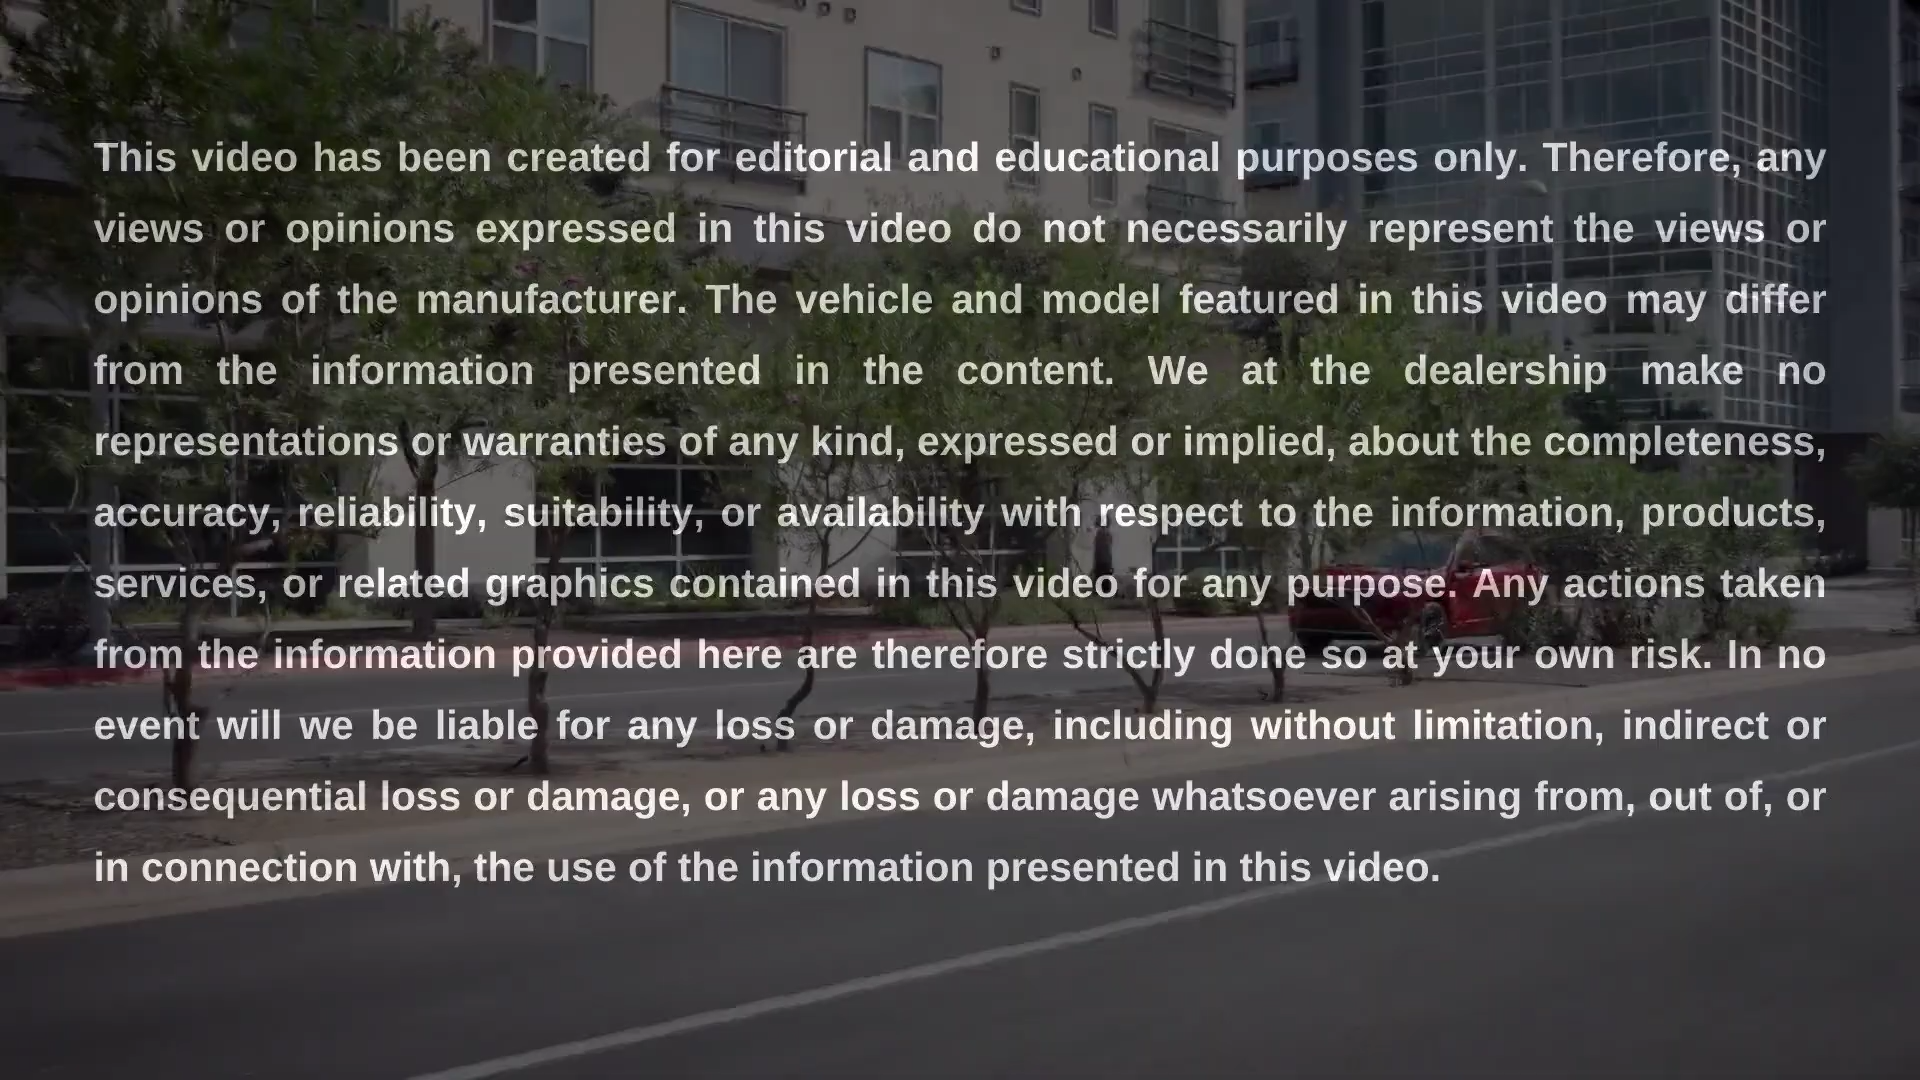 This video has been created for editorial and educational purposes only. Therefore, any
views or opinions expressed in this video do not necessarily represent the views or
opinions of the manufacturer. The vehicle and model featured in this video may differ
from the information presented in the content. We at the dealership make no
representations or warranties of any kind, expressed or implied, about the completeness,
accuracy, reliability, suitability, or availability with respect to the information, products,
services, or related graphics contained in this video for any purpose. Any actions taken
from the information provided here are therefore strictly done so at your own risk. In no
event will we be liable for any loss or damage, including without limitation, indirect or
consequential loss or damage, or any loss or damage whatsoever arising from, out of, or
in connection with, the use of the information presented in this video.